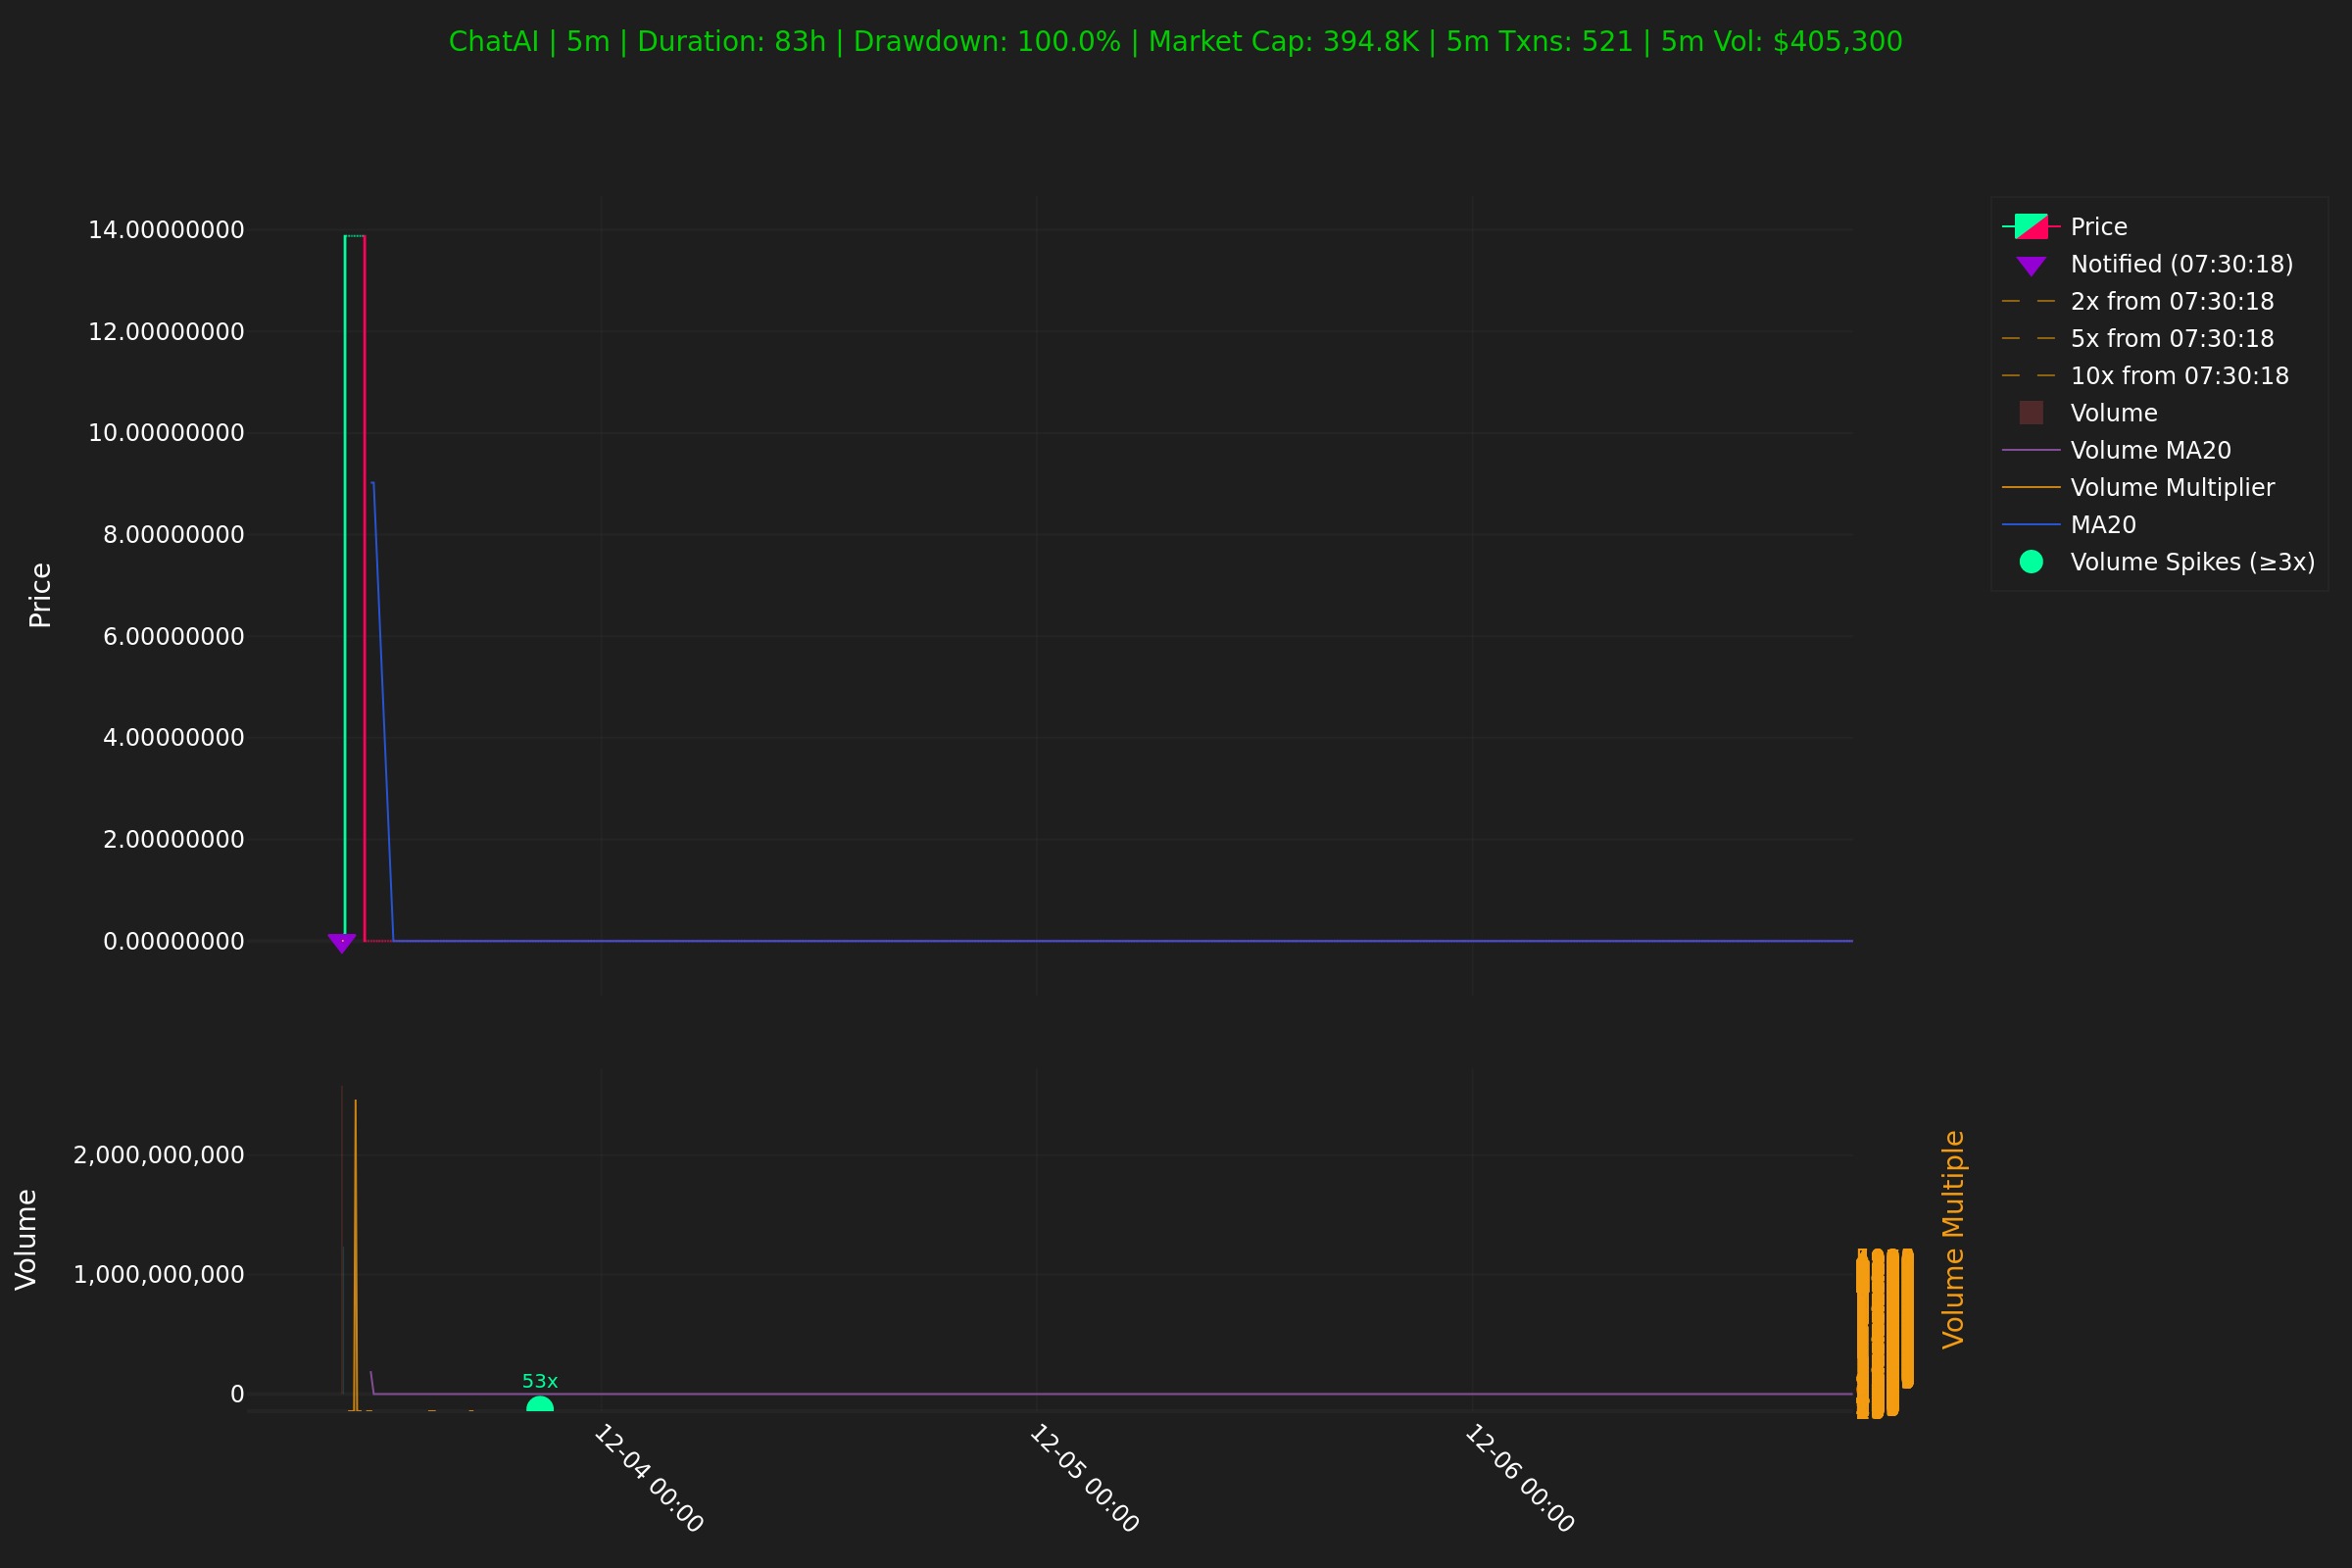 ChatAI | 5m | Duration: 83h | Drawdown: 100.0% | Market Cap: 394.8K | 5m Txns: 521 | 5m Vol: $405,300
Price
14.00000000
12.00000000
10.00000000
8.00000000
6.00000000
4.00000000
2.00000000
0.00000000
Price
Notified (07:30:18)
2x from 07:30:18
5x from 07:30:18
10x from 07:30:18
Volume
Volume MA20
Volume Multiplier
MA20
Volume Spikes (≥3x)
Volume
2,000,000,000
1,000,000,000
0
53x
Volume Multiple
12-04 00:00
12-05 00:00
12-06 00:00